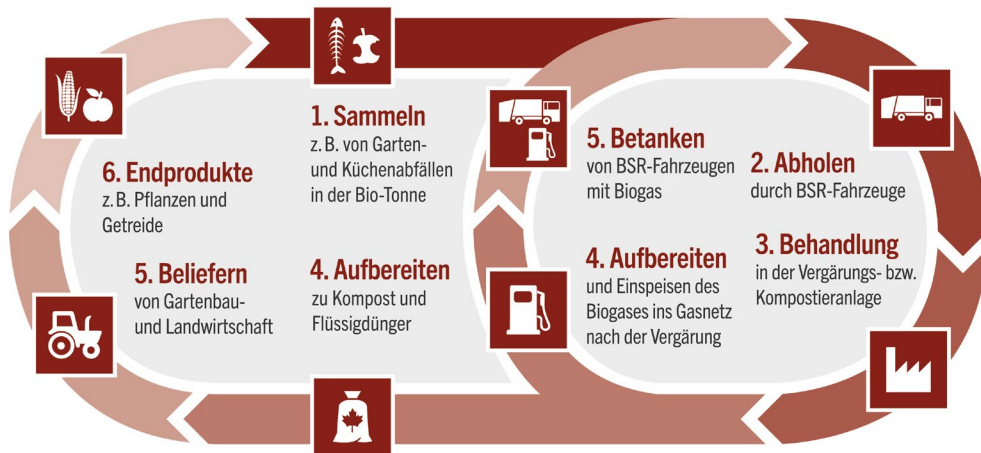 1. Sammeln
z. B. von Garten-
und Küchenabfällen
in der Bio-Tonne
2. Abholen
durch BSR-Fahrzeuge
3. Behandlung
in der Vergärungs- bzw.
Kompostieranlage
4. Aufbereiten
und Einspeisen des
Biogases ins Gasnetz
nach der Vergärung
5. Betanken
von BSR-Fahrzeugen
mit Biogas
4. Aufbereiten
zu Kompost und
Flüssigdünger
5. Beliefern
von Gartenbau-
und Landwirtschaft
6. Endprodukte
z. B. Pflanzen und
Getreide